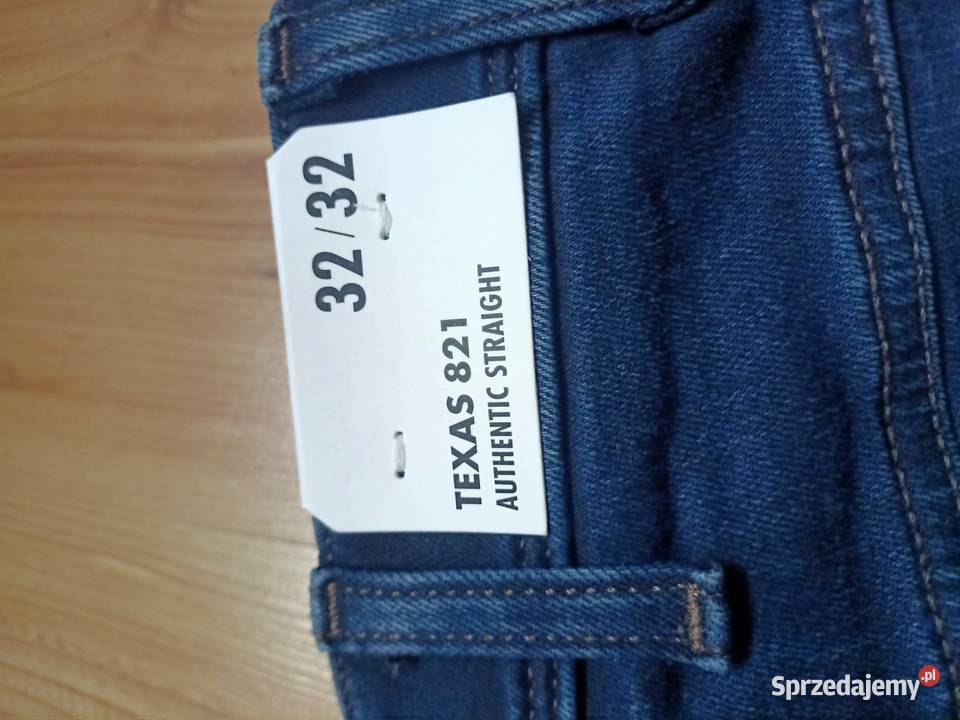 32/32
TEXAS 821
AUTHENTIC STRAIGHT
Sprzedajemy.pl